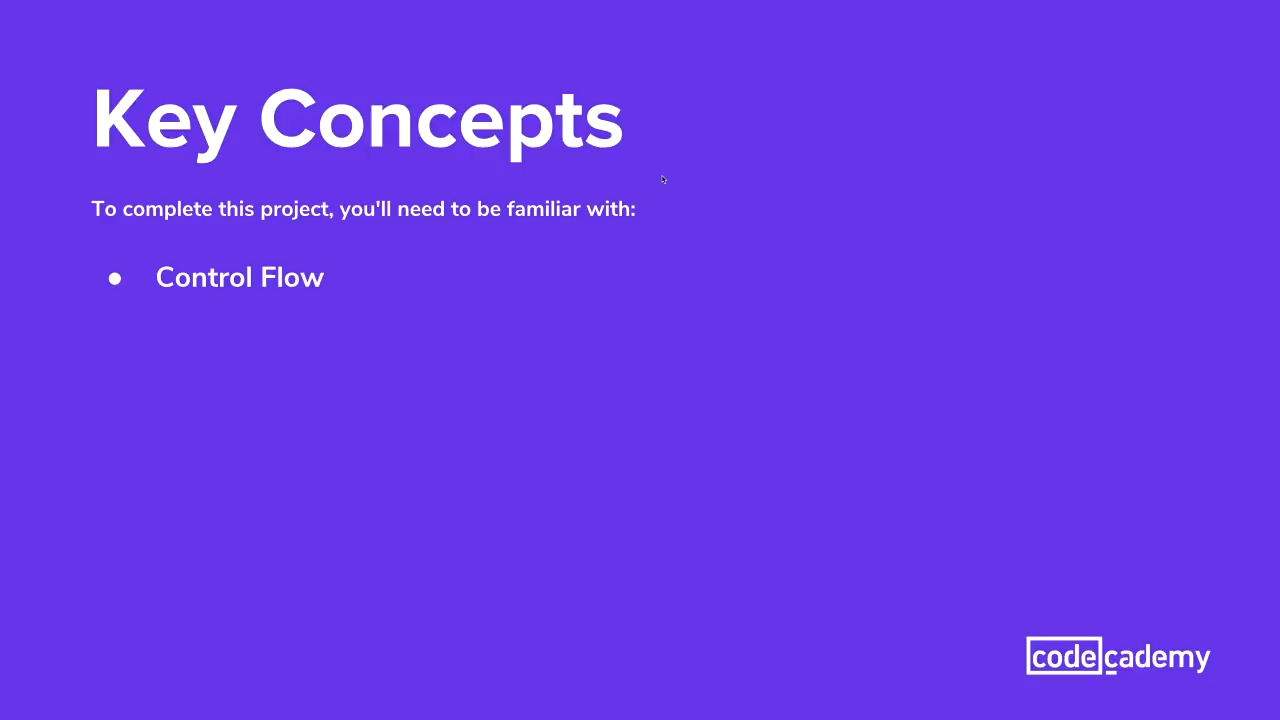 Key Concepts
To complete this project, you'll need to be familiar with:
● Control Flow
codecademy